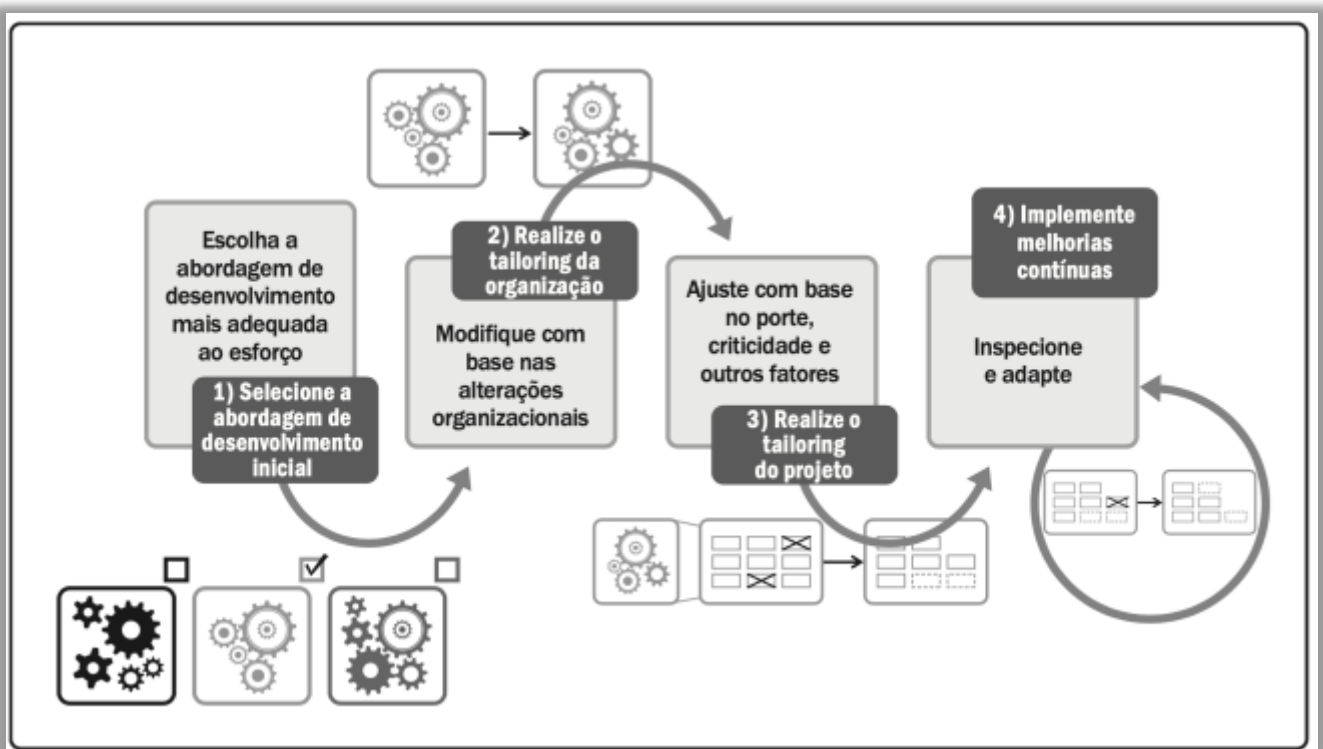 Escolha a
abordagem de
desenvolvimento
mais adequada
ao esforço
1) Selecione a
abordagem de
desenvolvimento
inicial
2) Realize o
tailoring da
organização
Modifique com
base nas
alterações
organizacionais
Ajuste com base
no porte,
criticidade e
outros fatores
3) Realize o
tailoring
do projeto
4) Implemente
melhorias
contínuas
Inspecione
e adapte